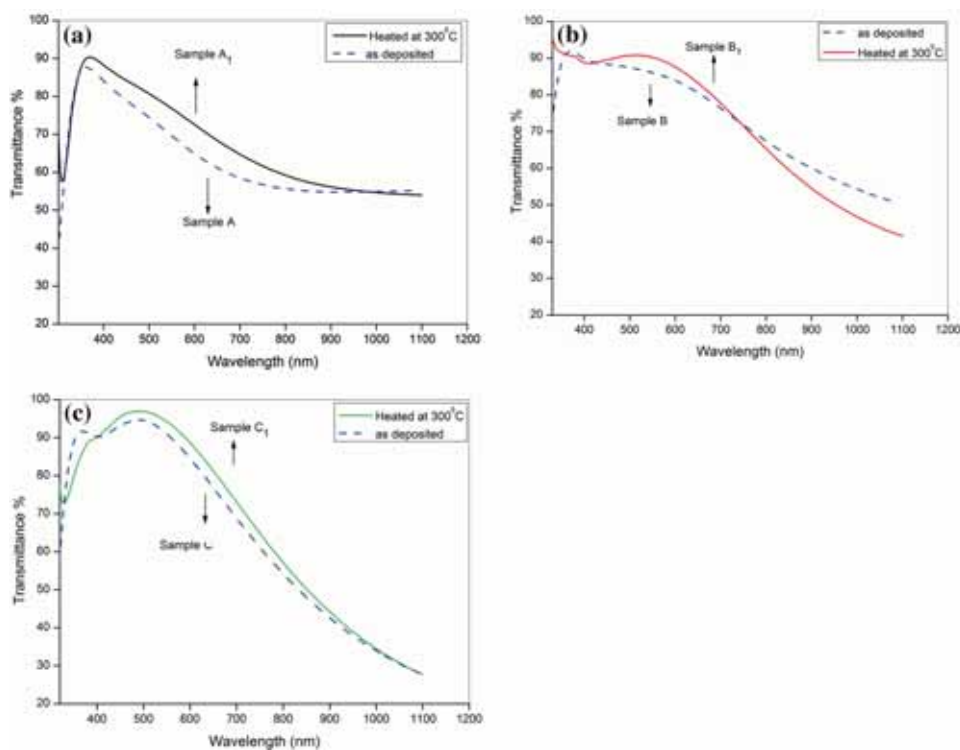 (a)
Heated at 300°C
as deposited
Sample A1
Sample A
Transmittance %
100
90
80
70
60
50
40
30
20
400 500 600 700 800 900 1000 1100 1200
Wavelength (nm)
(b)
as deposited
Heated at 300°C
Sample B1
Sample B
Transmittance %
100
90
80
70
60
50
40
30
20
400 500 600 700 800 900 1000 1100 1200
Wavelength (nm)
(c)
Heated at 300°C
as deposited
Sample C1
Sample C
Transmittance %
100
90
80
70
60
50
40
30
20
400 500 600 700 800 900 1000 1100 1200
Wavelength (nm)